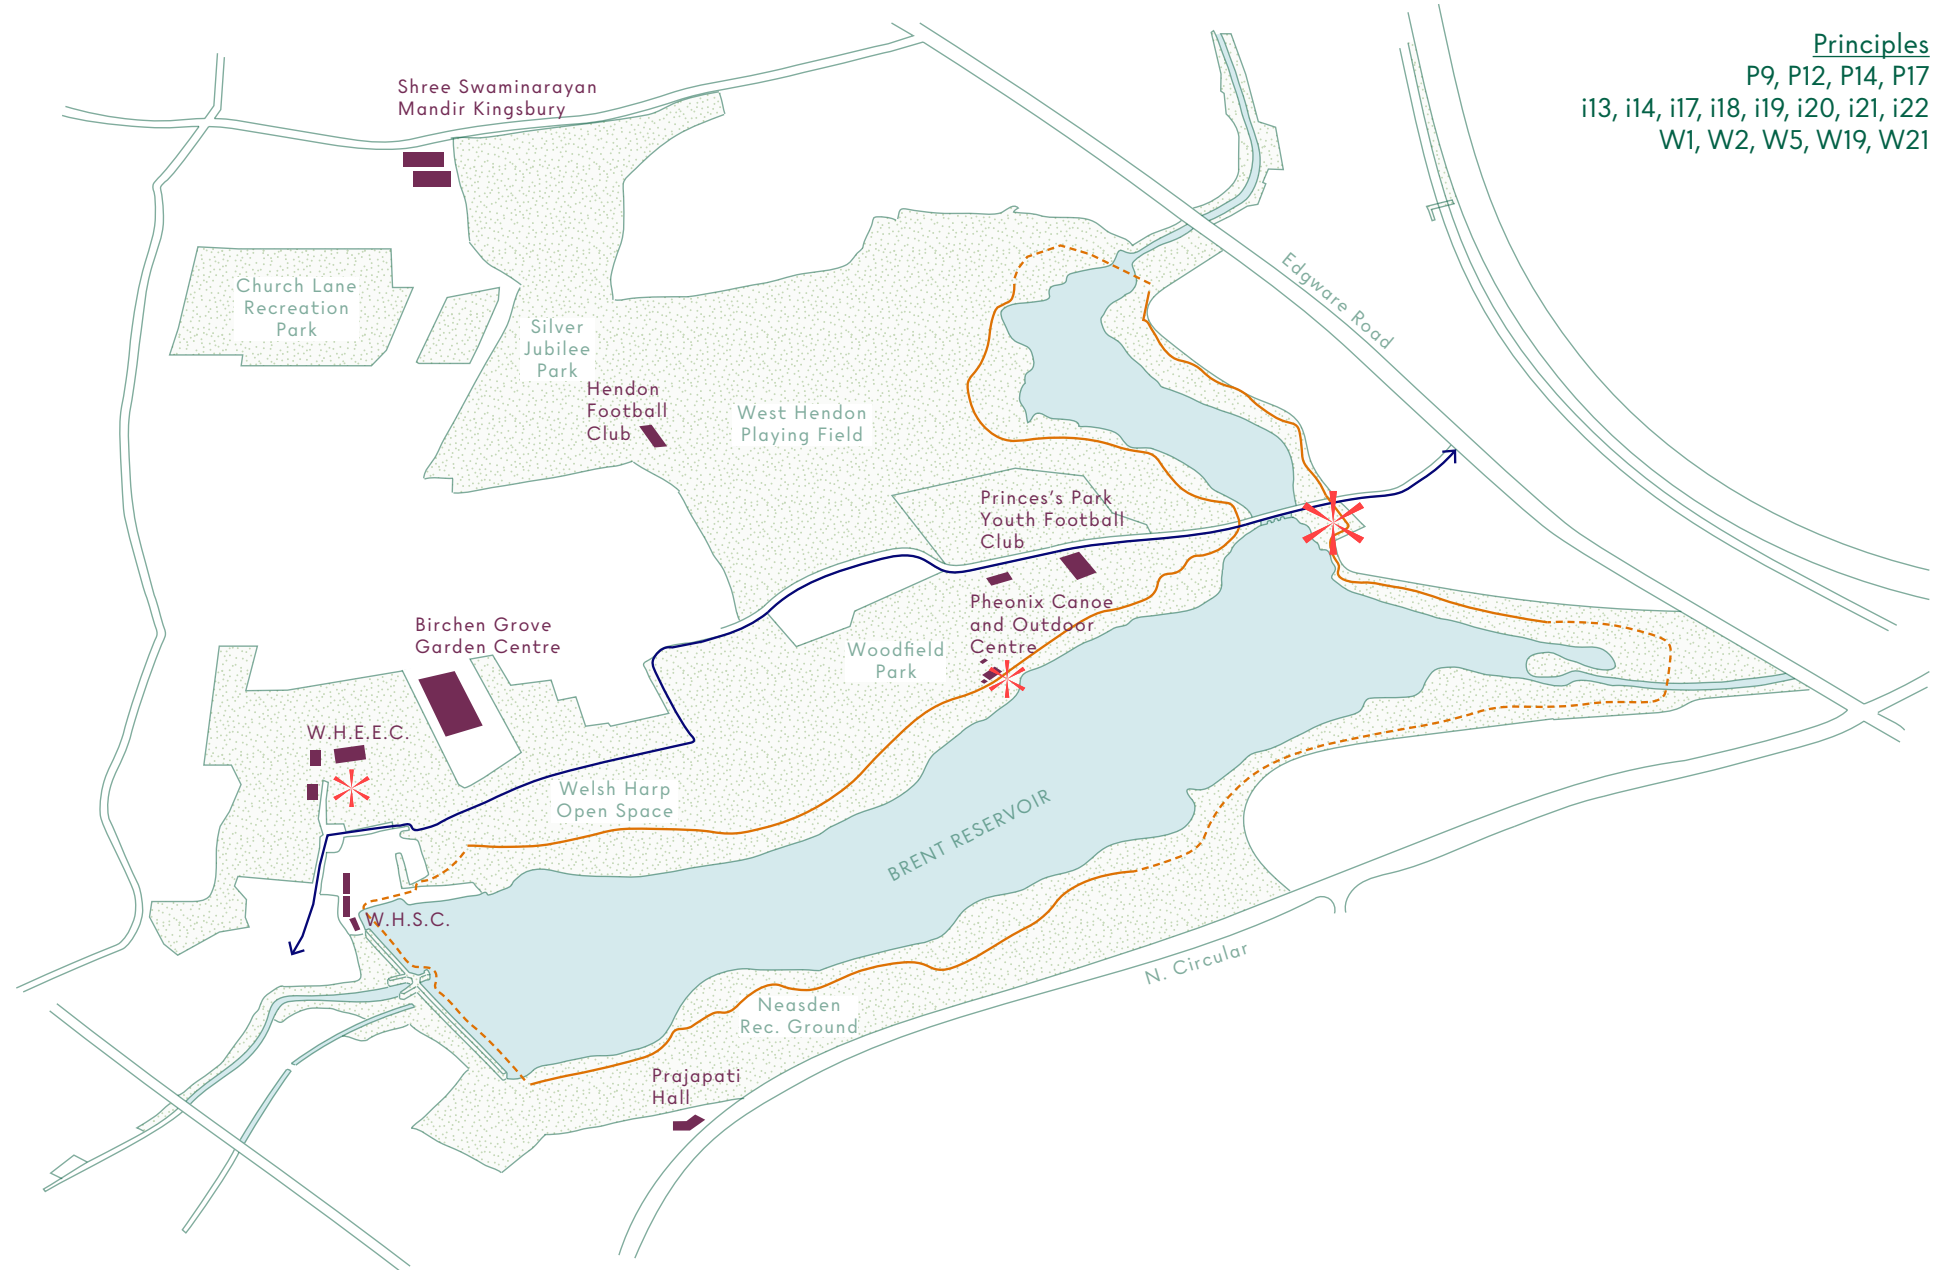 Principles
P9, P12, P14, P17
i13, i14, i17, i18, i19, i20, i21, i22
W1, W2, W5, W19, W21
Shree Swaminarayan
Mandir Kingsbury
Church Lane
Recreation
Park
Silver
Jubilee
Park
Edgware Road
Hendon
Football
Club
West Hendon
Playing Field
Princes's Park
Youth Football
Club
Pheonix Canoe
and Outdoor
Centre
Birchen Grove
Garden Centre
Woodfield
Park
W.H.E.E.C.
Welsh Harp
Open Space
BRENT RESERVOIR
W.H.S.C.
N. Circular
Neasden
Rec. Ground
Prajapati
Hall